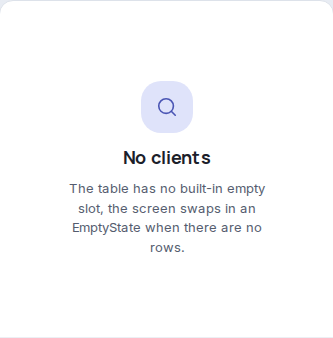 No clients
The table has no built-in empty
slot, the screen swaps in an
EmptyState when there are no
rows.